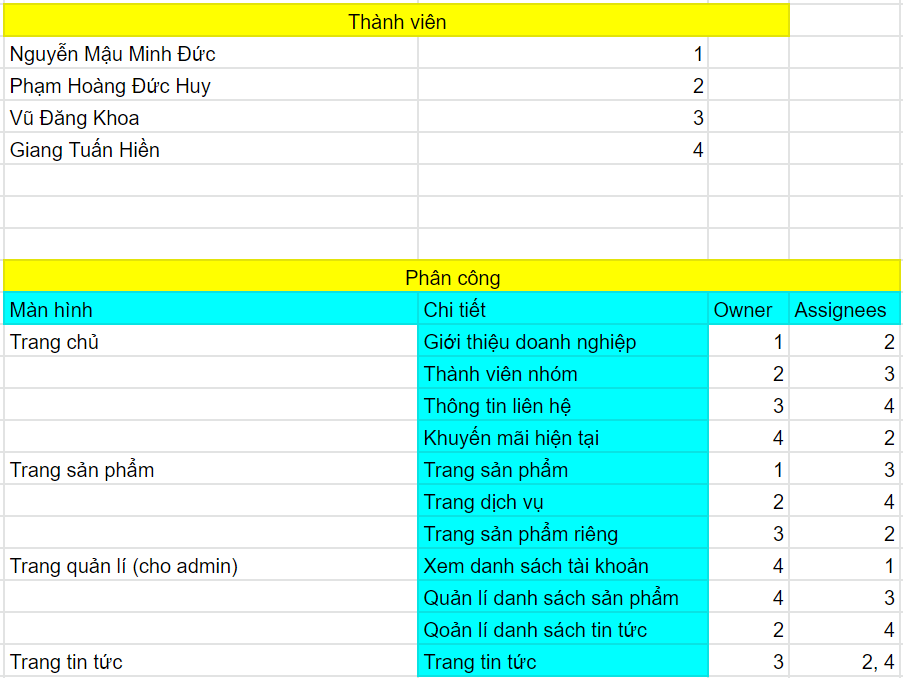 Thành viên
Nguyễn Mậu Minh Đức 1
Phạm Hoàng Đức Huy 2
Vũ Đăng Khoa 3
Giang Tuấn Hiền 4
Phân công
Màn hình Chi tiết Owner Assignees
Trang chủ Giới thiệu doanh nghiệp 1 2
Thành viên nhóm 2 3
Thông tin liên hệ 3 4
Khuyến mãi hiện tại 4 2
Trang sản phẩm Trang sản phẩm 1 3
Trang dịch vụ 2 4
Trang sản phẩm riêng 3 2
Trang quản lí (cho admin) Xem danh sách tài khoản 4 1
Quản lí danh sách sản phẩm 4 3
Qoản lí danh sách tin tức 2 4
Trang tin tức Trang tin tức 3 2, 4